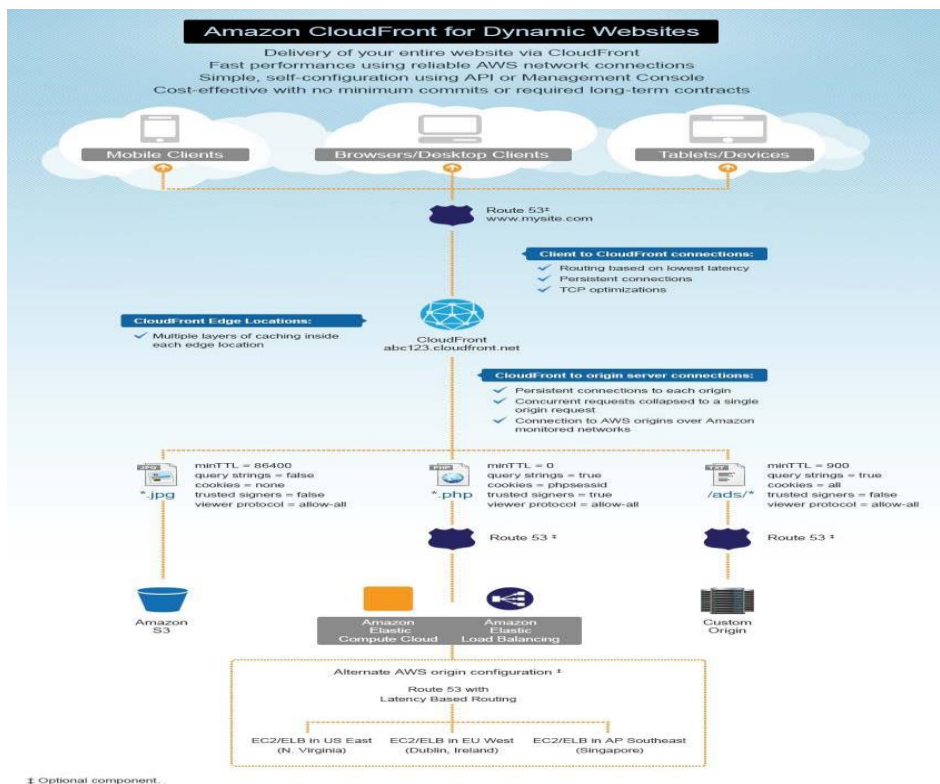 Amazon CloudFront for Dynamic Websites
Delivery of your entire website via CloudFront
Fast performance using reliable AWS network connections
Simple, self-configuration using API or Management Console
Cost-effective with no minimum commits or required long-term contracts
Mobile Clients
Browsers/Desktop Clients
Tablets/Devices
Route 53‡
www.mysite.com
Client to CloudFront connections:
Routing based on lowest latency
Persistent connections
TCP optimizations
CloudFront Edge Locations:
Multiple layers of caching inside
each edge location
CloudFront
abc123.cloudfront.net
CloudFront to origin server connections:
Persistent connections to each origin
Concurrent requests collapsed to a single
origin request
Connection to AWS origins over Amazon
monitored networks
JPG
*.jpg
minTTL = 86400
query strings = false
cookies = none
trusted signers = false
viewer protocol = allow-all
PHP
*.php
minTTL = 0
query strings = true
cookies = phpsessid
trusted signers = true
viewer protocol = allow-all
TXT
/ads/*
minTTL = 900
query strings = true
cookies = all
trusted signers = false
viewer protocol = allow-all
Route 53 ‡
Route 53 ‡
Amazon
S3
Amazon
Elastic
Compute Cloud
Amazon
Elastic
Load Balancing
Custom
Origin
Alternate AWS origin configuration ‡
Route 53 with
Latency Based Routing
EC2/ELB in US East
(N. Virginia)
EC2/ELB in EU West
(Dublin, Ireland)
EC2/ELB in AP Southeast
(Singapore)
‡ Optional component.